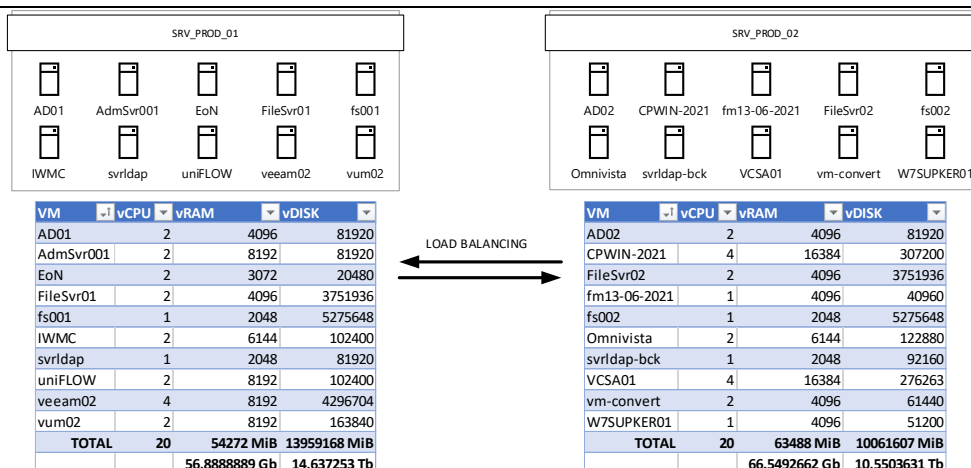 SRV_PROD_01
AD01 AdmSvr001 EoN FileSvr01 fs001
IWMC svrldap uniFLOW veeam02 vum02
VM vCPU vRAM vDISK
AD01 2 4096 81920
AdmSvr001 2 8192 81920
EoN 2 3072 20480
FileSvr01 2 4096 3751936
fs001 1 2048 5275648
IWMC 2 6144 102400
svrldap 1 2048 81920
uniFLOW 2 8192 102400
veeam02 4 8192 4296704
vum02 2 8192 163840
TOTAL 20 54272 MiB 13959168 MiB
56.8888889 Gb 14.637253 Tb
LOAD BALANCING
SRV_PROD_02
AD02 CPWIN-2021 fm13-06-2021 FileSvr02 fs002
Omnivista svrldap-bck VCSA01 vm-convert W7SUPKER01
VM vCPU vRAM vDISK
AD02 2 4096 81920
CPWIN-2021 4 16384 307200
FileSvr02 2 4096 3751936
fm13-06-2021 1 4096 40960
fs002 1 2048 5275648
Omnivista 2 6144 122880
svrldap-bck 1 2048 92160
VCSA01 4 16384 276263
vm-convert 2 4096 61440
W7SUPKER01 1 4096 51200
TOTAL 20 63488 MiB 10061607 MiB
66.5492662 Gb 10.5503631 Tb